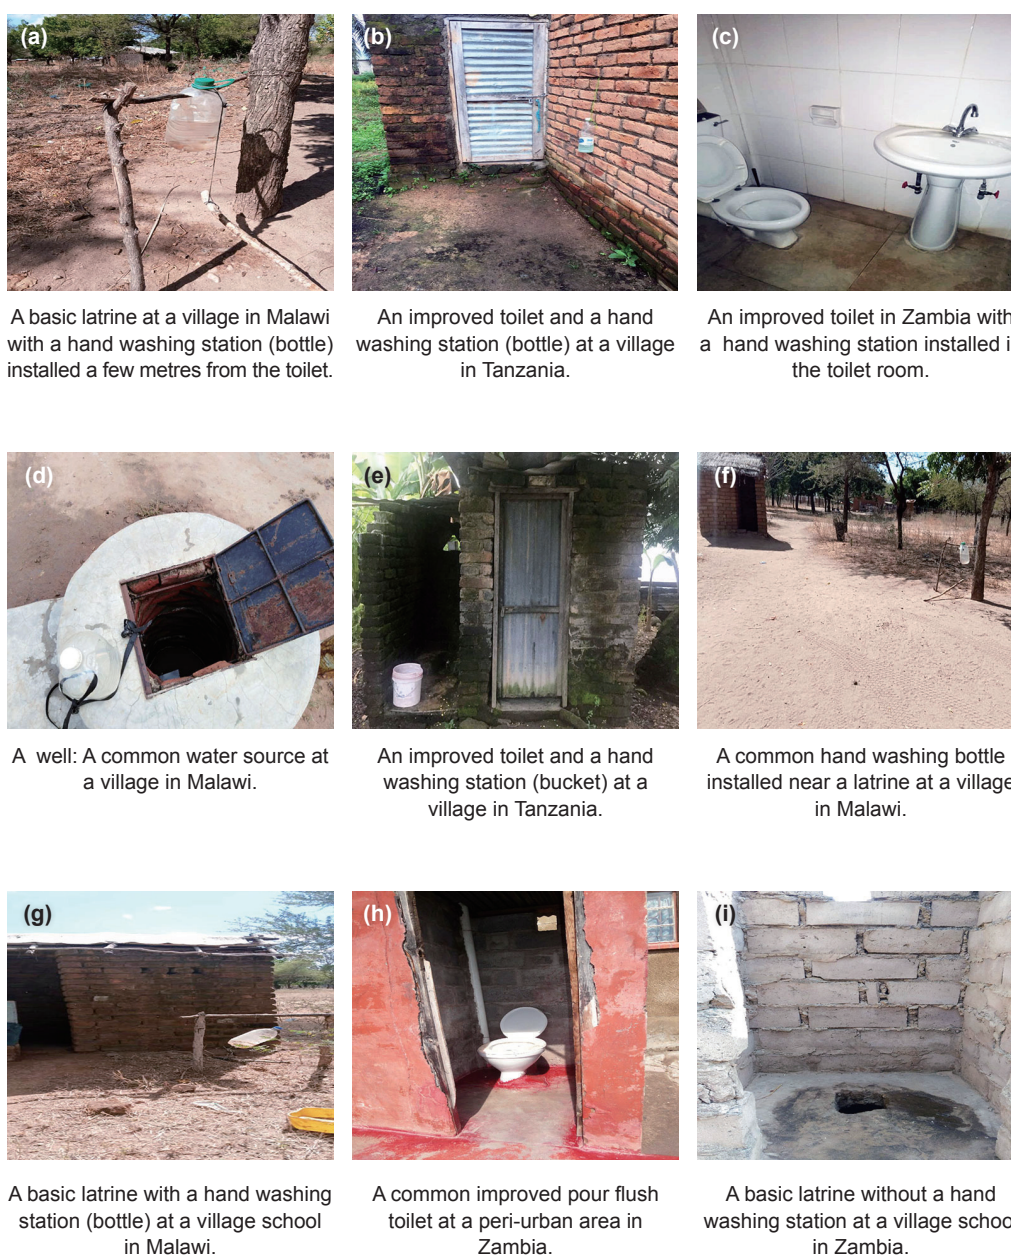 (a)
(b)
(c)
A basic latrine at a village in Malawi
with a hand washing station (bottle)
installed a few metres from the toilet.
An improved toilet and a hand
washing station (bottle) at a village
in Tanzania.
An improved toilet in Zambia with
a hand washing station installed i
the toilet room.
(d)
(e)
(f)
A well: A common water source at
a village in Malawi.
An improved toilet and a hand
washing station (bucket) at a
village in Tanzania.
A common hand washing bottle
installed near a latrine at a village
in Malawi.
(g)
(h)
(i)
A basic latrine with a hand washing
station (bottle) at a village school
in Malawi.
A common improved pour flush
toilet at a peri-urban area in
Zambia.
A basic latrine without a hand
washing station at a village school
in Zambia.